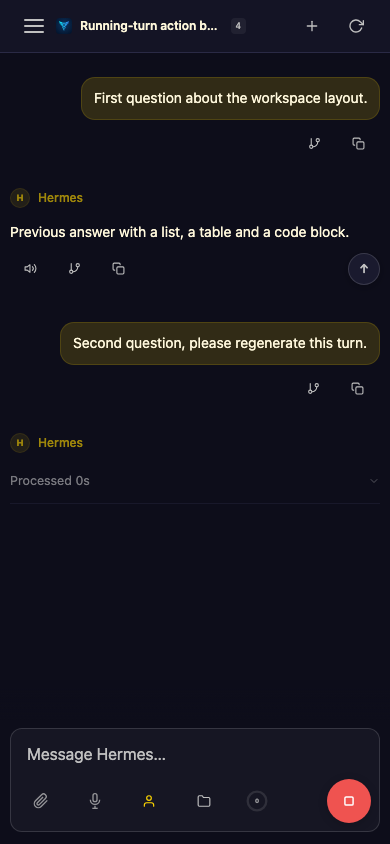 Running-turn action b...
4
First question about the workspace layout.
H Hermes
Previous answer with a list, a table and a code block.
Second question, please regenerate this turn.
H Hermes
Processed 0s
Message Hermes...
0